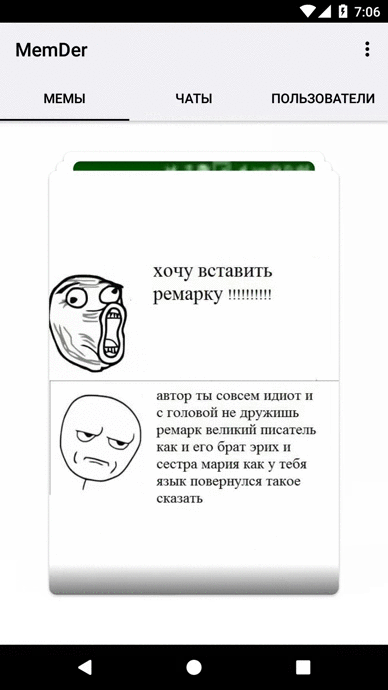 7:06
MemDer
МЕМЫ ЧАТЫ ПОЛЬЗОВАТЕЛИ
хочу вставить
ремарку !!!!!!!!!!
автор ты совсем идиот и
с головой не дружишь
ремарк великий писатель
как и его брат эрих и
сестра мария как у тебя
язык повернулся такое
сказать